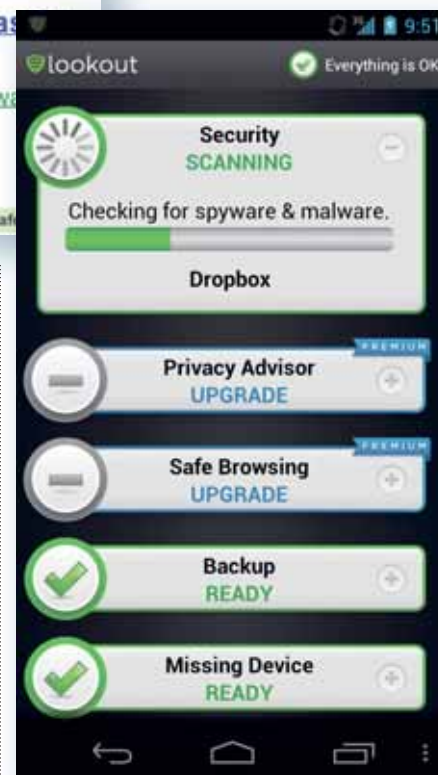 9:51
lookout
Everything is OK
Security
SCANNING
Checking for spyware & malware.
Dropbox
PREMIUM
Privacy Advisor
UPGRADE
PREMIUM
Safe Browsing
UPGRADE
Backup
READY
Missing Device
READY